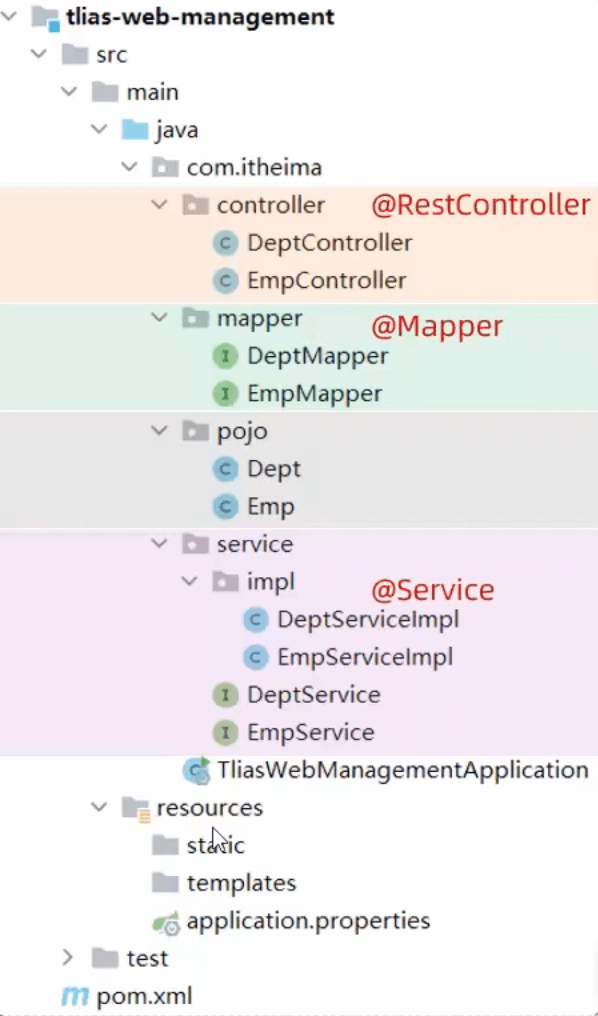 tlias-web-management
src
main
java
com.itheima
controller @RestController
DeptController
EmpController
mapper @Mapper
DeptMapper
EmpMapper
pojo
Dept
Emp
service
impl @Service
DeptServiceImpl
EmpServiceImpl
DeptService
EmpService
TliasWebManagementApplication
resources
static
templates
application.properties
test
pom.xml